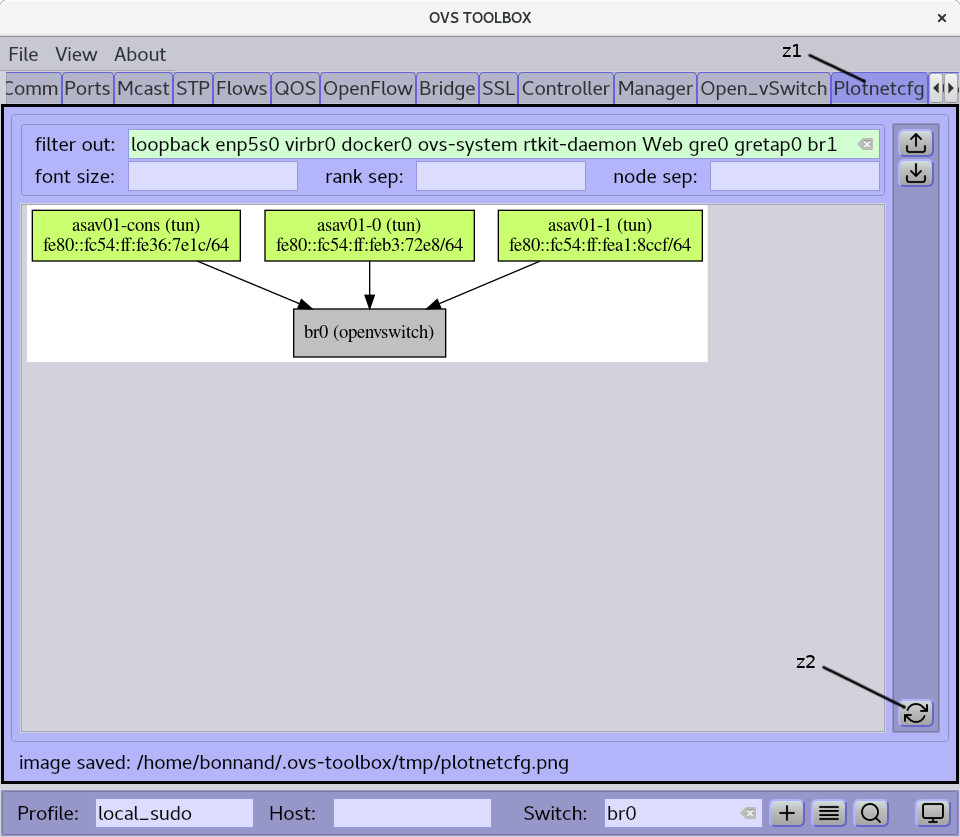 OVS TOOLBOX
File View About
z1
Comm Ports Mcast STP Flows QOS OpenFlow Bridge SSL Controller Manager Open_vSwitch Plotnetcfg
filter out: loopback enp5s0 virbr0 docker0 ovs-system rtkit-daemon Web gre0 gretap0 br1
font size: rank sep: node sep:
asav01-cons (tun) asav01-0 (tun) asav01-1 (tun)
fe80::fc54:ff:fe36:7e1c/64 fe80::fc54:ff:feb3:72e8/64 fe80::fc54:ff:fea1:8ccf/64
br0 (openvswitch)
z2
image saved: /home/bonnand/.ovs-toolbox/tmp/plotnetcfg.png
Profile: local_sudo Host: Switch: br0